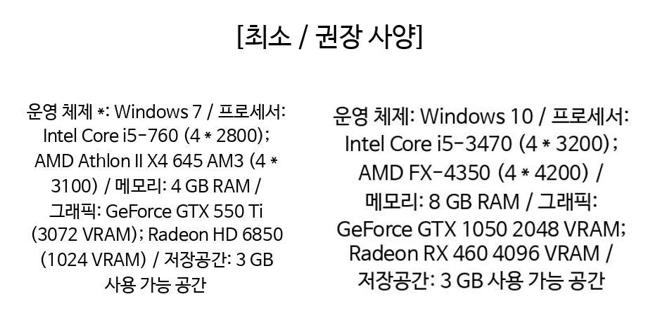 [최소 / 권장 사양]
운영 체제 *: Windows 7 / 프로세서:
Intel Core i5-760 (4 * 2800);
AMD Athlon II X4 645 AM3 (4 *
3100) / 메모리: 4 GB RAM /
그래픽: GeForce GTX 550 Ti
(3072 VRAM); Radeon HD 6850
(1024 VRAM) / 저장공간: 3 GB
사용 가능 공간
운영 체제: Windows 10 / 프로세서:
Intel Core i5-3470 (4 * 3200);
AMD FX-4350 (4 * 4200) /
메모리: 8 GB RAM / 그래픽:
GeForce GTX 1050 2048 VRAM;
Radeon RX 460 4096 VRAM /
저장공간: 3 GB 사용 가능 공간